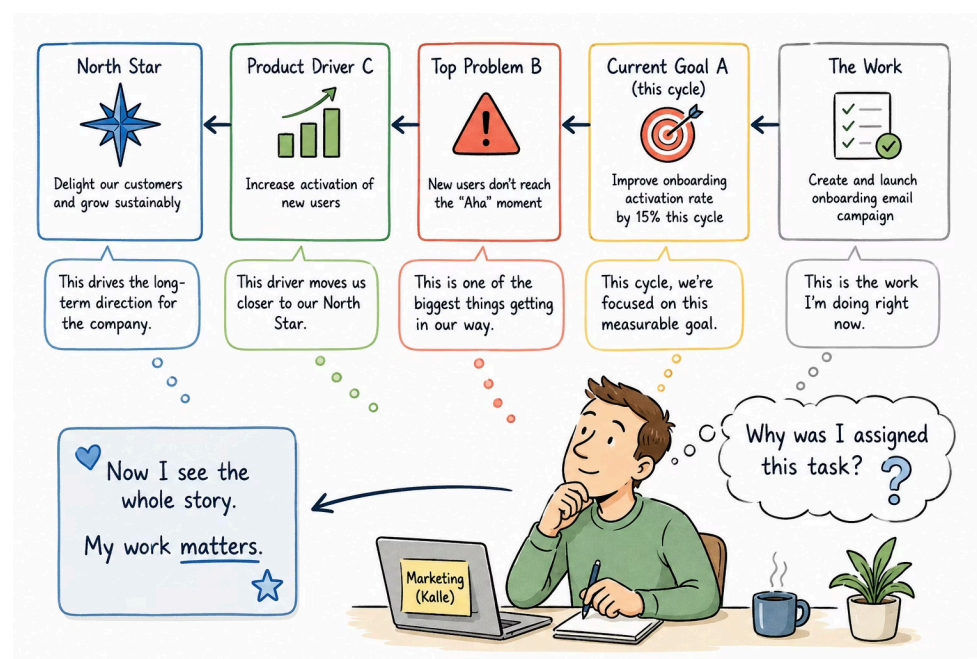 North Star
Delight our customers
and grow sustainably
Product Driver C
Increase activation of
new users
Top Problem B
New users don't reach
the "Aha" moment
Current Goal A
(this cycle)
Improve onboarding
activation rate
by 15% this cycle
The Work
Create and launch
onboarding email
campaign
This drives the long-
term direction for
the company.
This driver moves us
closer to our North
Star.
This is one of the
biggest things getting
in our way.
This cycle, we're
focused on this
measurable goal.
This is the work
I'm doing right
now.
Why was I assigned
this task?
?
Now I see the
whole story.
My work matters.
Marketing
(Kalle)